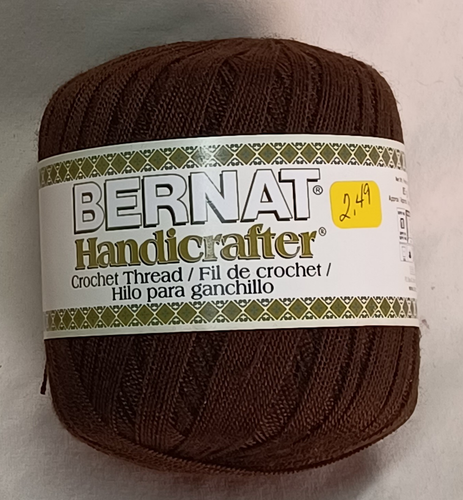 BERNAT®
2,49
Handicrafter®
Crochet Thread / Fil de crochet /
Hilo para ganchillo